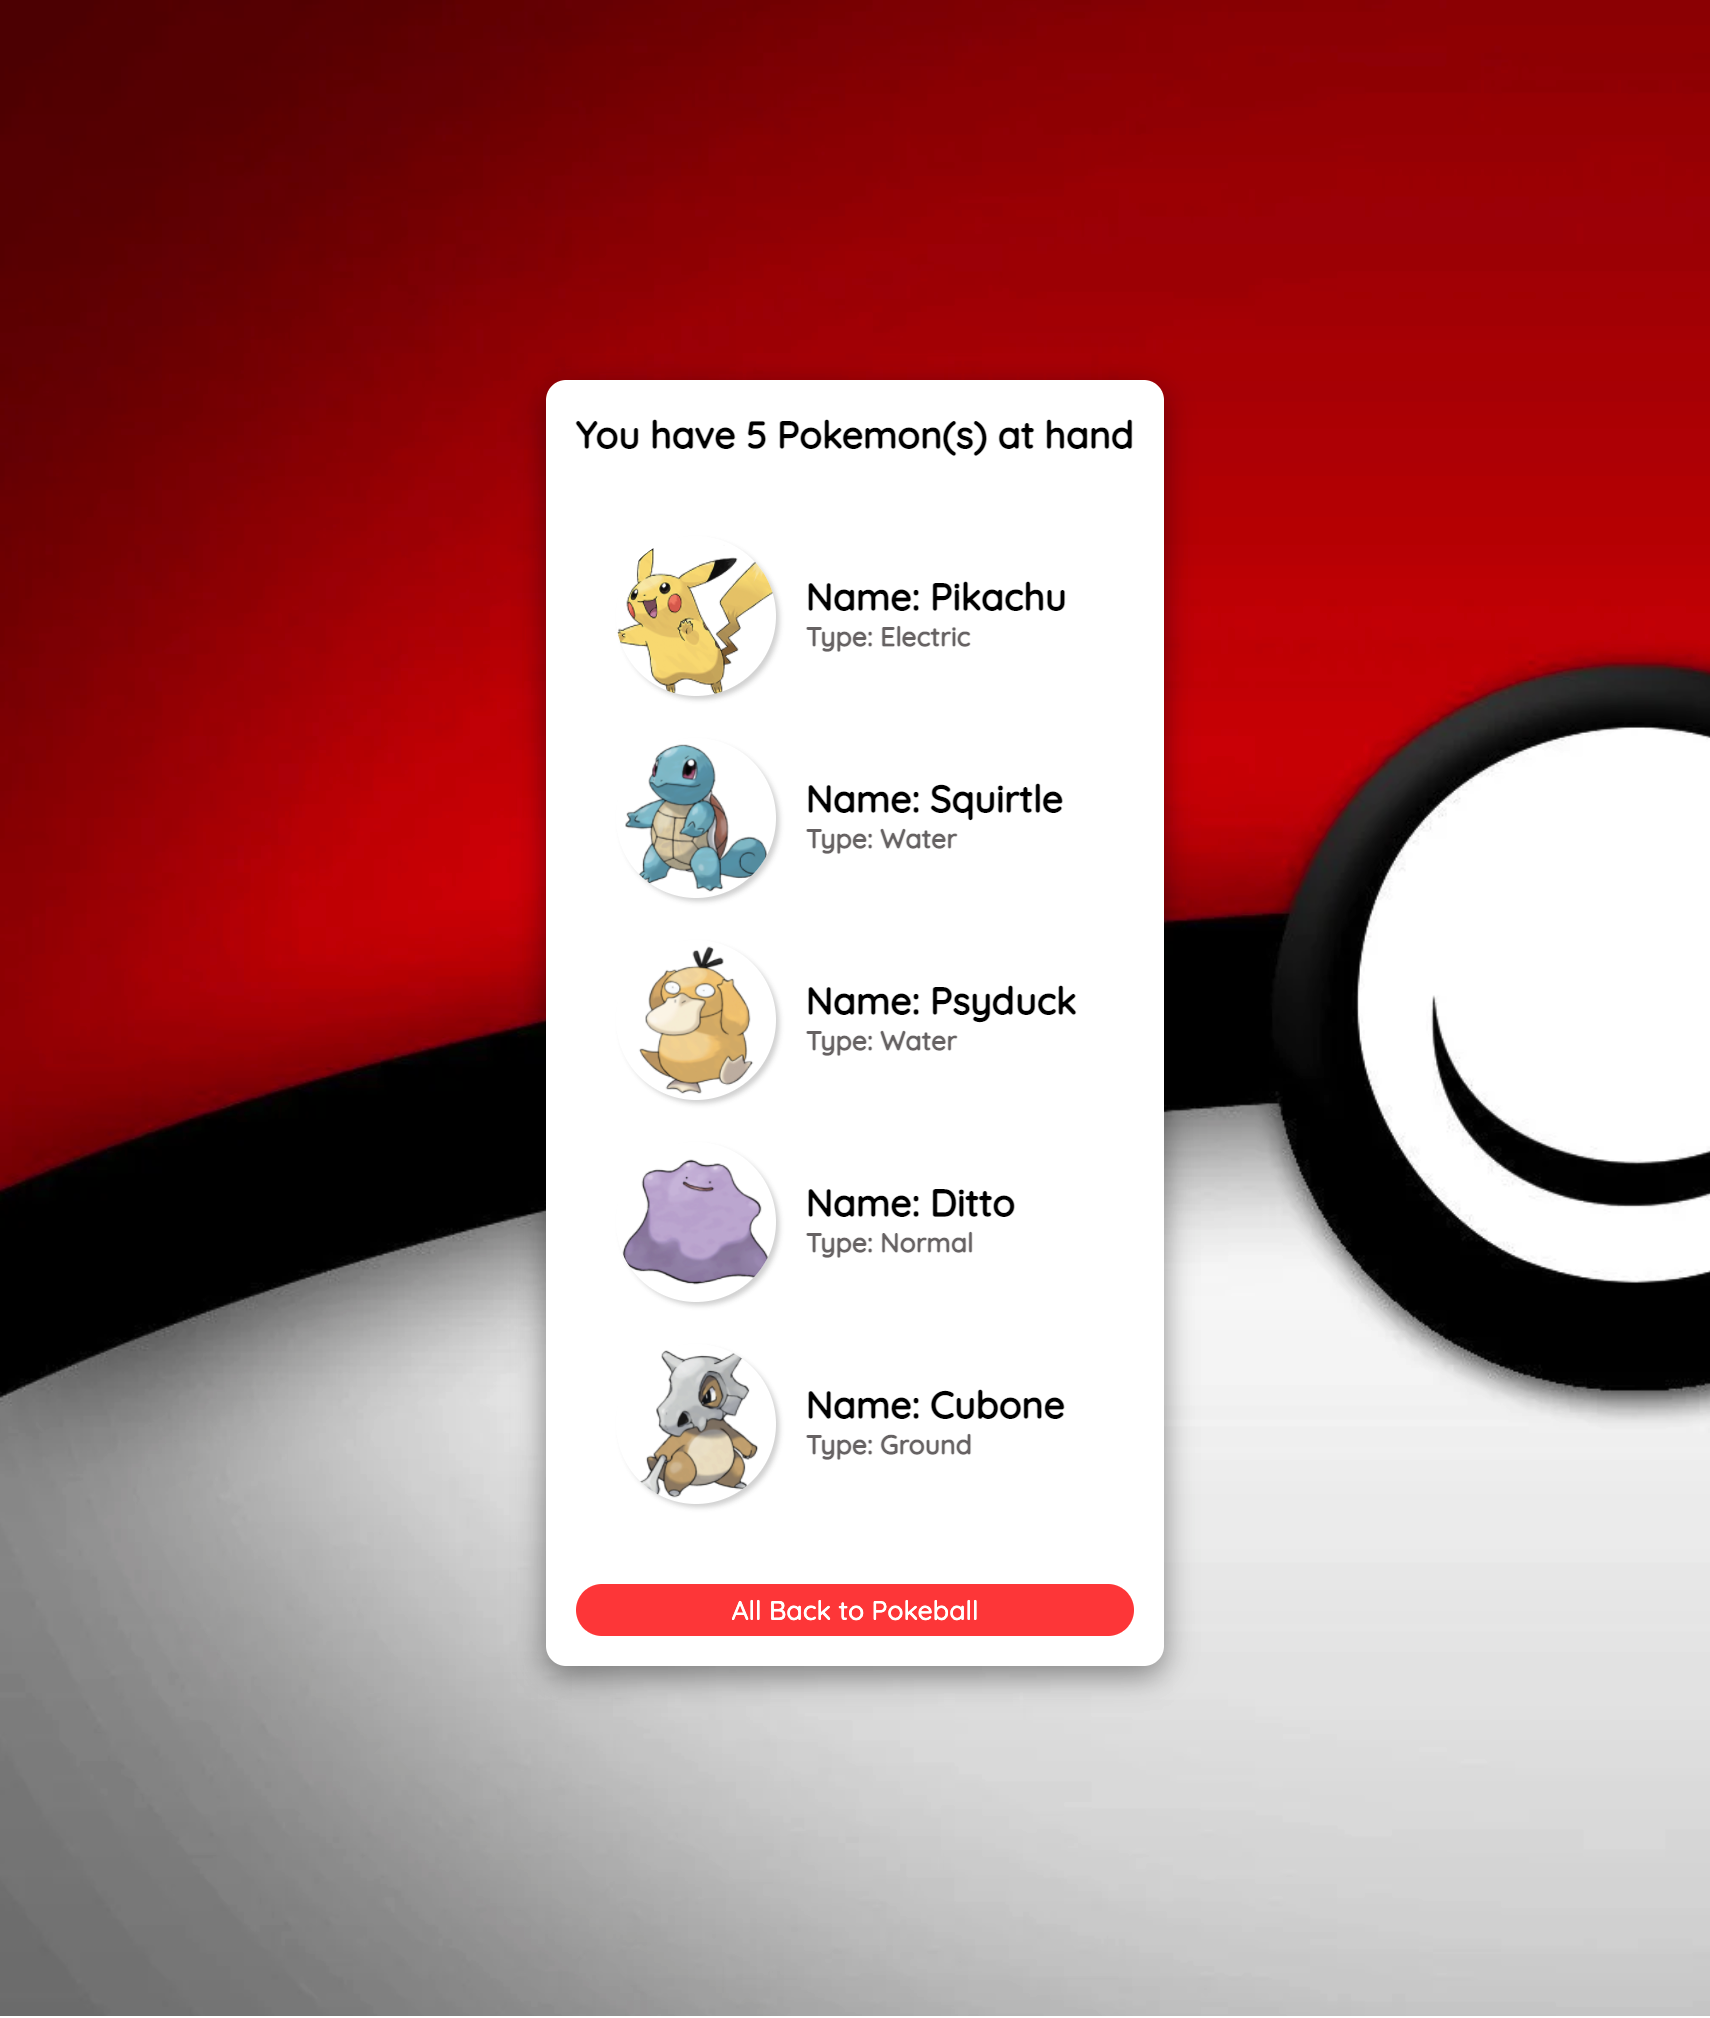 You have 5 Pokemon(s) at hand
Name: Pikachu
Type: Electric
Name: Squirtle
Type: Water
Name: Psyduck
Type: Water
Name: Ditto
Type: Normal
Name: Cubone
Type: Ground
All Back to Pokeball